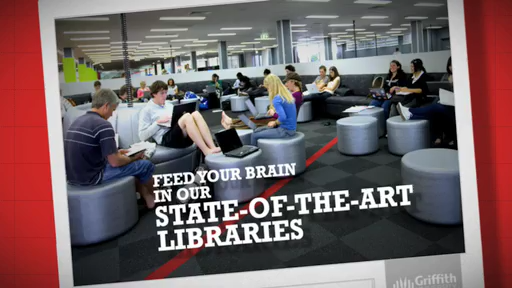 FEED YOUR BRAIN
IN OUR
STATE-OF-THE-ART
LIBRARIES
Griffith